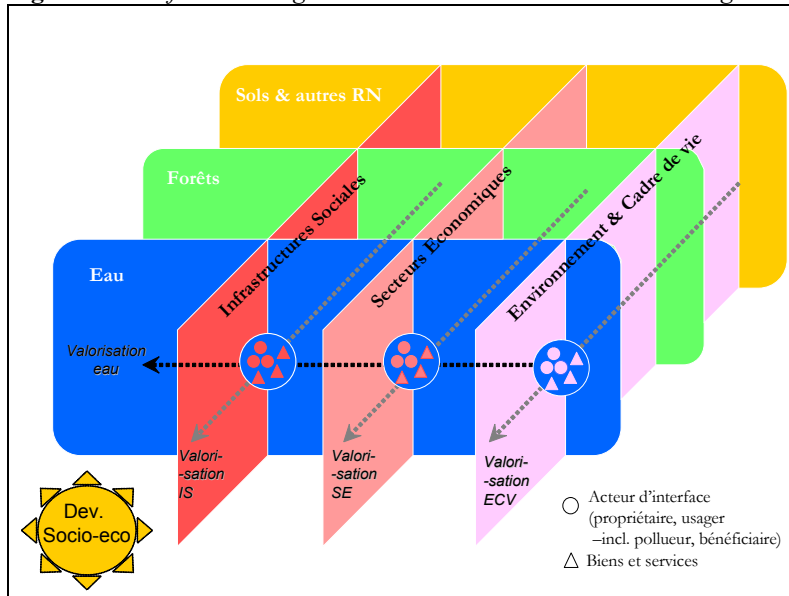 Sols & autres RN
Forêts
Eau
Infrastructures Sociales
Secteurs Economiques
Environnement & Cadre de vie
Valorisation
eau
Valori-
-sation
IS
Valori-
-sation
SE
Valori-
-sation
ECV
Dev.
Socio-eco
Acteur d'interface
(propriétaire, usager
–incl. pollueur, bénéficiaire)
Biens et services